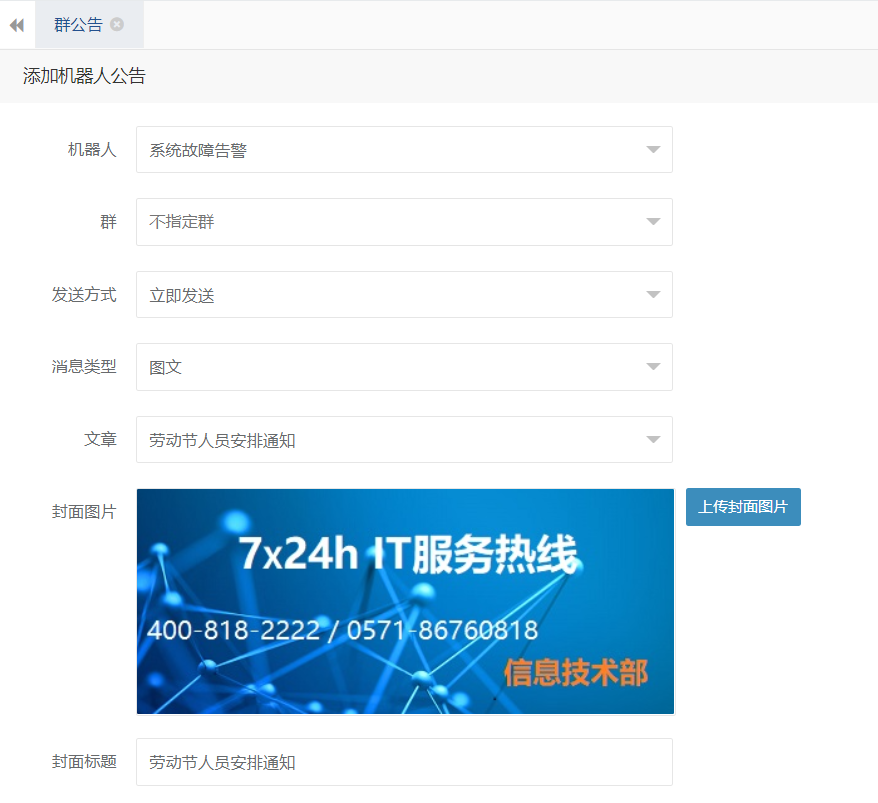 群公告
添加机器人公告
机器人 系统故障告警
群 不指定群
发送方式 立即发送
消息类型 图文
文章 劳动节人员安排通知
封面图片 上传封面图片
7x24h IT服务热线
400-818-2222 / 0571-86760818
信息技术部
封面标题 劳动节人员安排通知